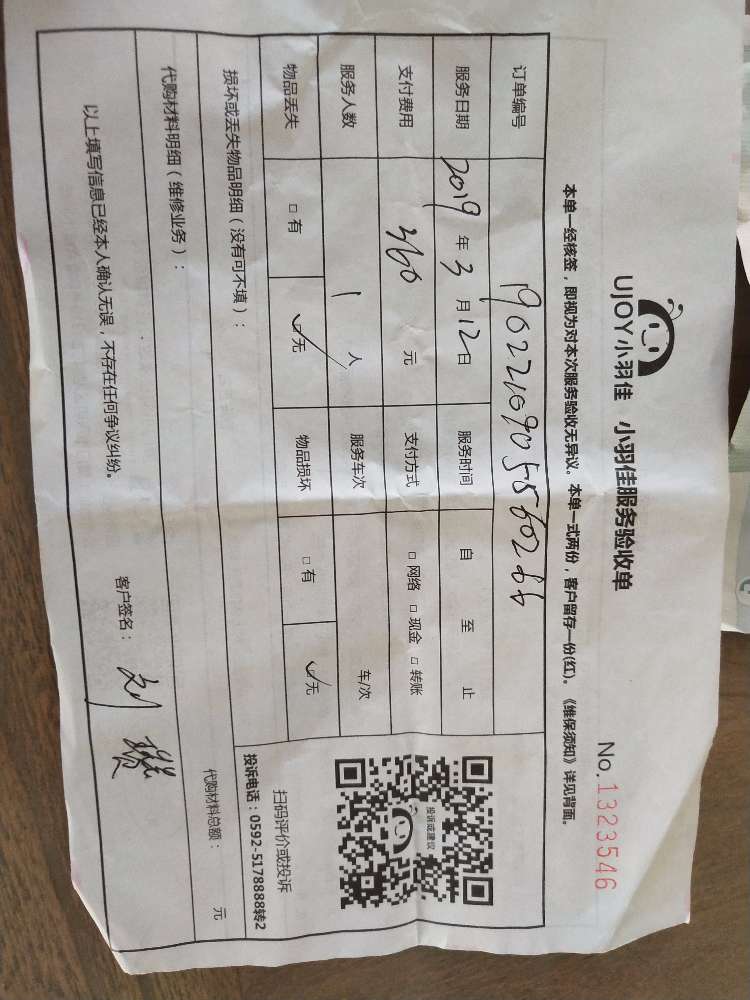 UJOY小羽佳 小羽佳服务验收单
No. 1323546
本单一经核签，即视为对本次服务验收无异议。本单一式两份，客户留存一份(红)。《维保须知》详见背面。
订单编号 19022109055860266
服务日期 2019 年 3 月 12 日 服务时间 自 至 止
支付费用 360 元 支付方式 □ 网络 □ 现金 □ 转账
服务人数 1 人 服务车次 车/次
物品丢失 □ 有 ☑ 无 物品损坏 □ 有 ☑ 无
投诉或建议
扫码评价或投诉
投诉电话：0592-5178888转2
损坏或丢失物品明细（没有可不填）：
代购材料明细（维修业务）： 代购材料总额： 元
以上填写信息已经本人确认无误，不存在任何争议纠纷。 客户签名： 刘